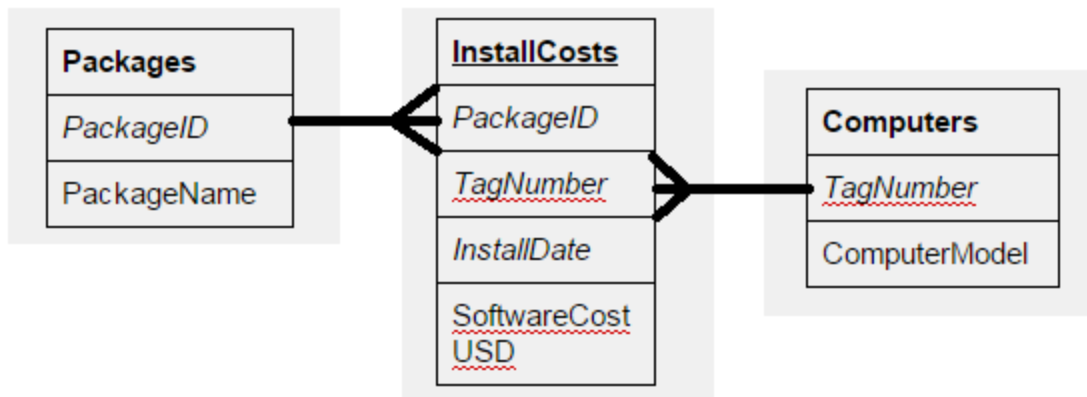 Packages
PackageID
PackageName
InstallCosts
PackageID
TagNumber
InstallDate
SoftwareCost
USD
Computers
TagNumber
ComputerModel